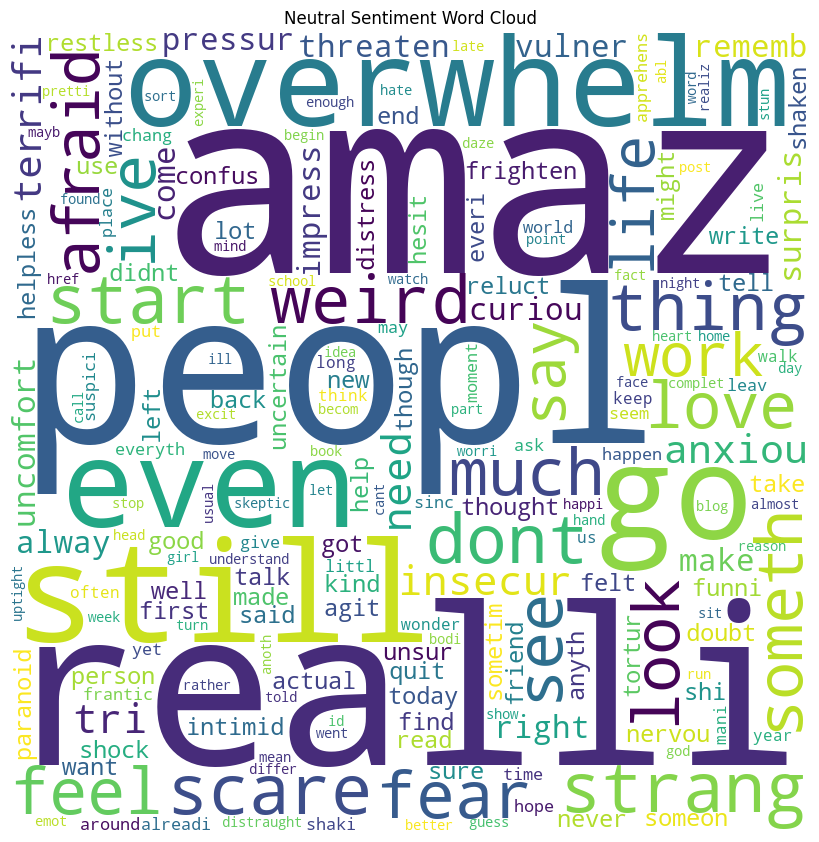 Neutral Sentiment Word Cloud
restless pressur threaten late vulner rememb
pretti sort experi overwhelm enough hate end apprehens abl word realiz stun
terrifi mayb afraid without chang begin daze shaken
live come confus amaz frighten life might post surpris
use found place lot mind impress distress hesit everi world point write live
helpless href didnt school watch reluct fact night tell
start weird curiou thing
put ill may heart home
peopl suspici call uncertain idea long new though moment say work walk day
uncomfort left back think becom part face keep seem complet leav love
everyth excit move book worri ask happen anxiou
even usual skeptic let help cant need much sinc thought happi go take
stop hand blog almost
alway head good girl give understand got dont us make reason
still littl kind insecur felt funni someth
uptight often week well first turn made said talk agit wonder bodi sometim friend see anyth look sit doubt
paranoid yet anoth unsur tortur shi
realli person frantic rather told actual quit today run mani
tri intimid id went find read show right nervou year
shock mean differ god
want feel scare fear sure time hope strang
emot around alreadi distraught shaki better guess never someon